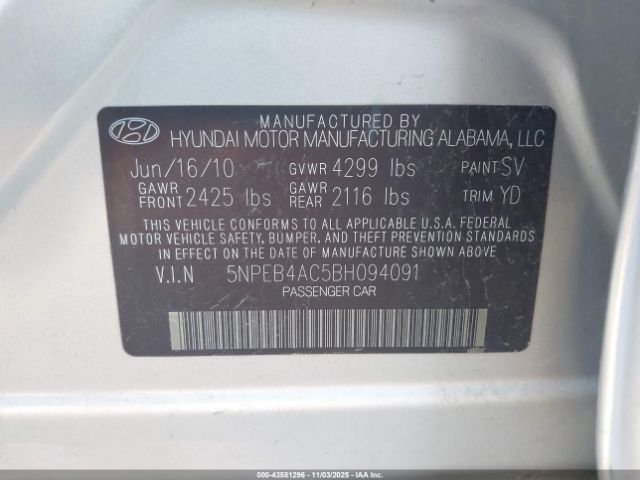 MANUFACTURED BY
HYUNDAI MOTOR MANUFACTURING ALABAMA, LLC
Jun/16/10 GVWR 4299 lbs PAINT SV
GAWR FRONT 2425 lbs GAWR REAR 2116 lbs TRIM YD
THIS VEHICLE CONFORMS TO ALL APPLICABLE U.S.A. FEDERAL
MOTOR VEHICLE SAFETY, BUMPER, AND THEFT PREVENTION STANDARDS
IN EFFECT ON THE DATE OF MANUFACTURE SHOWN ABOVE.
V.I.N 5NPEB4AC5BH094091
PASSENGER CAR
000-43581296 - 11/03/2025 - IAAI.COM